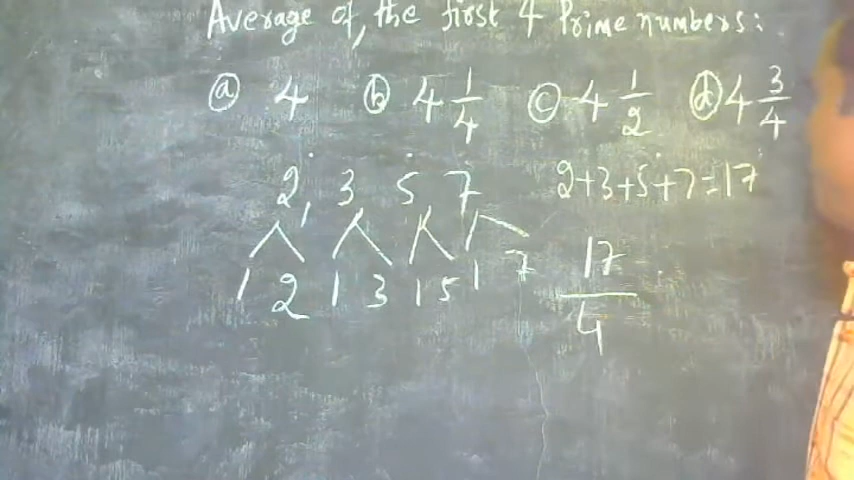 Average of, the first 4 Prime numbers:
ⓐ 4 ⓑ 4 1/4 ⓒ 4 1/2 ⓓ 4 3/4
2, 3 5 7 2+3+5+7=17
1 2 1 3 1 5 1 7 17/4